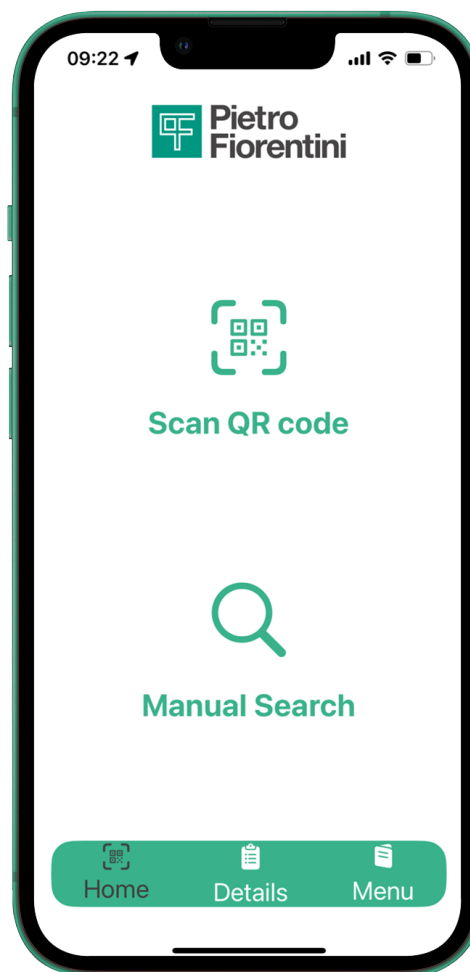 09:22
Pietro
Fiorentini
Scan QR code
Manual Search
Home Details Menu